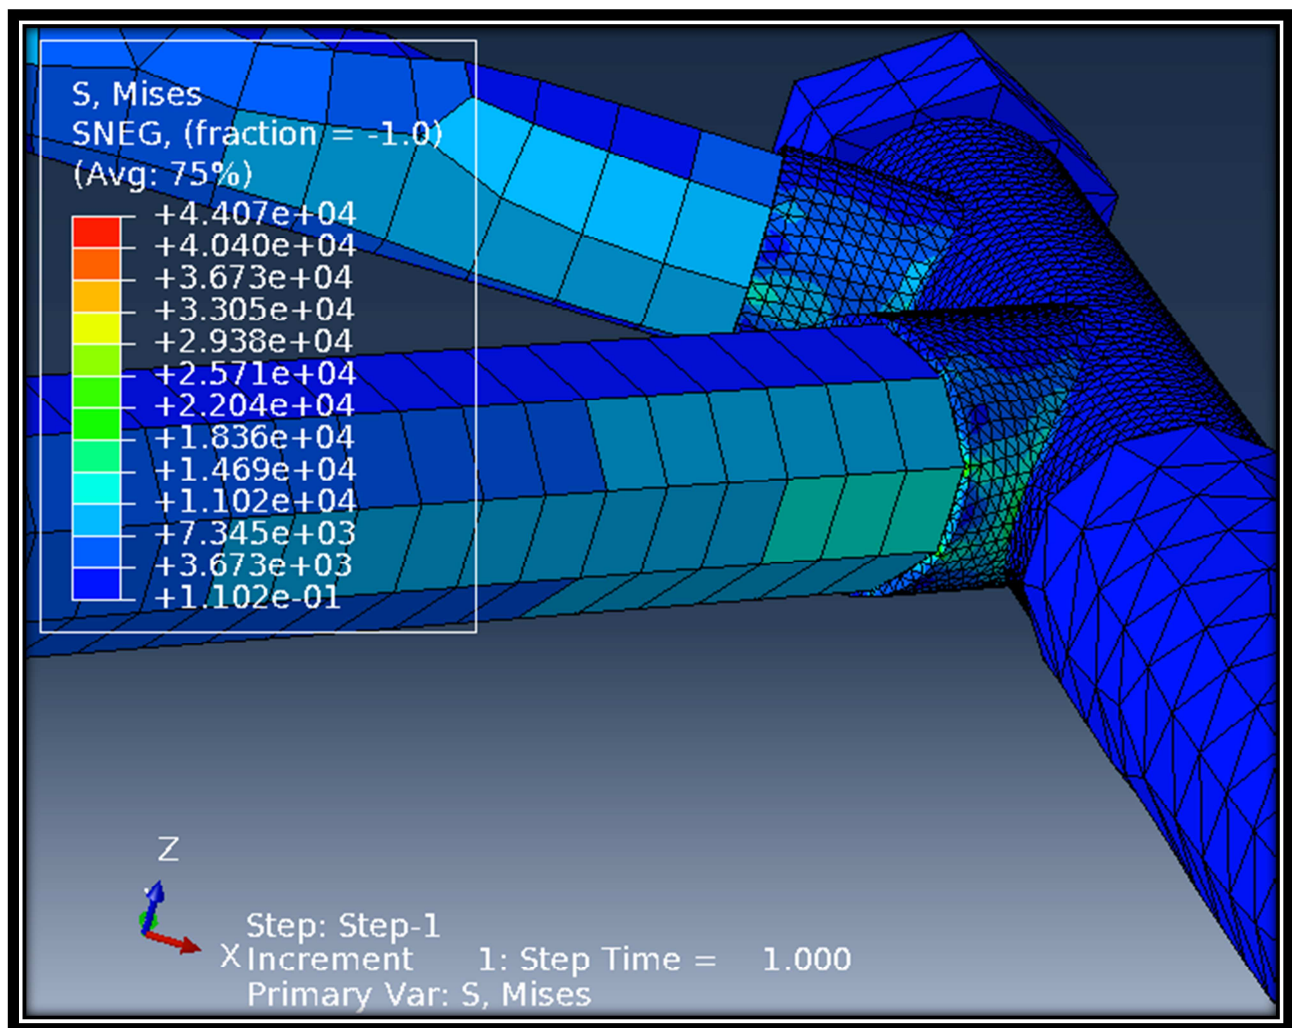 S, Mises
SNEG, (fraction = -1.0)
(Avg: 75%)
+4.407e+04
+4.040e+04
+3.673e+04
+3.305e+04
+2.938e+04
+2.571e+04
+2.204e+04
+1.836e+04
+1.469e+04
+1.102e+04
+7.345e+03
+3.673e+03
+1.102e-01
Z
X
Step: Step-1
Increment 1: Step Time = 1.000
Primary Var: S, Mises